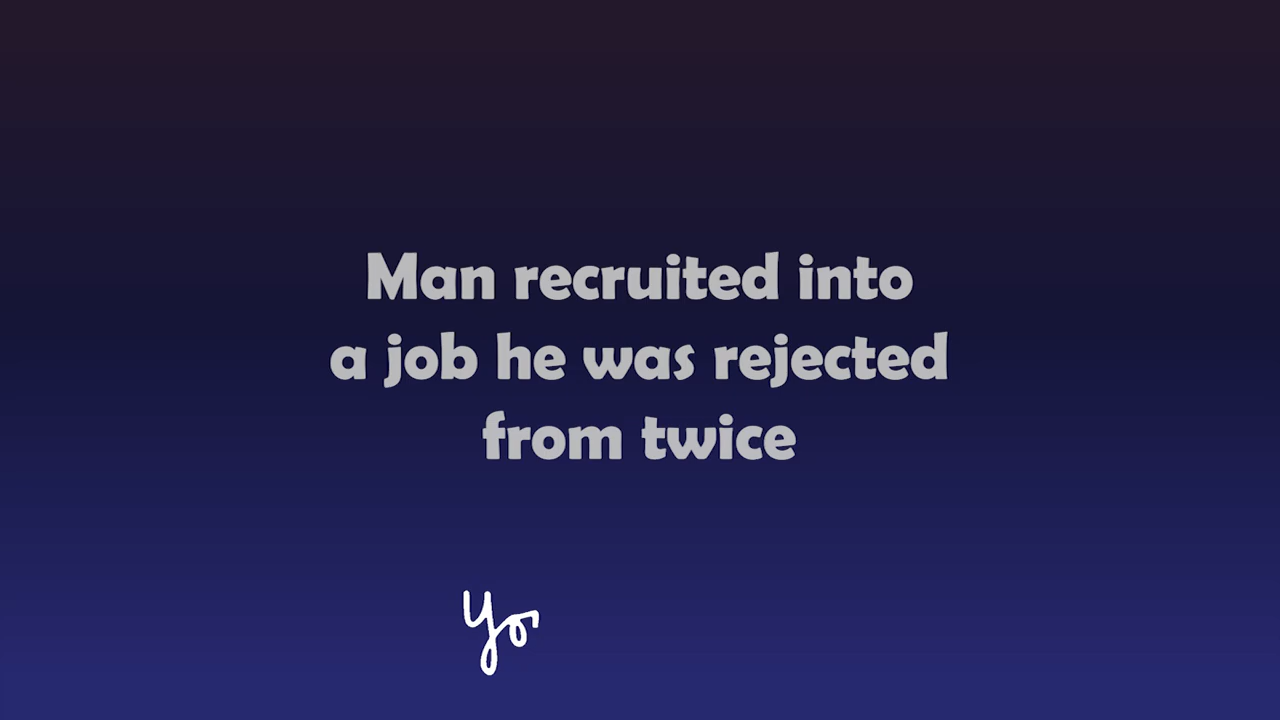 Man recruited into
a job he was rejected
from twice
Yo